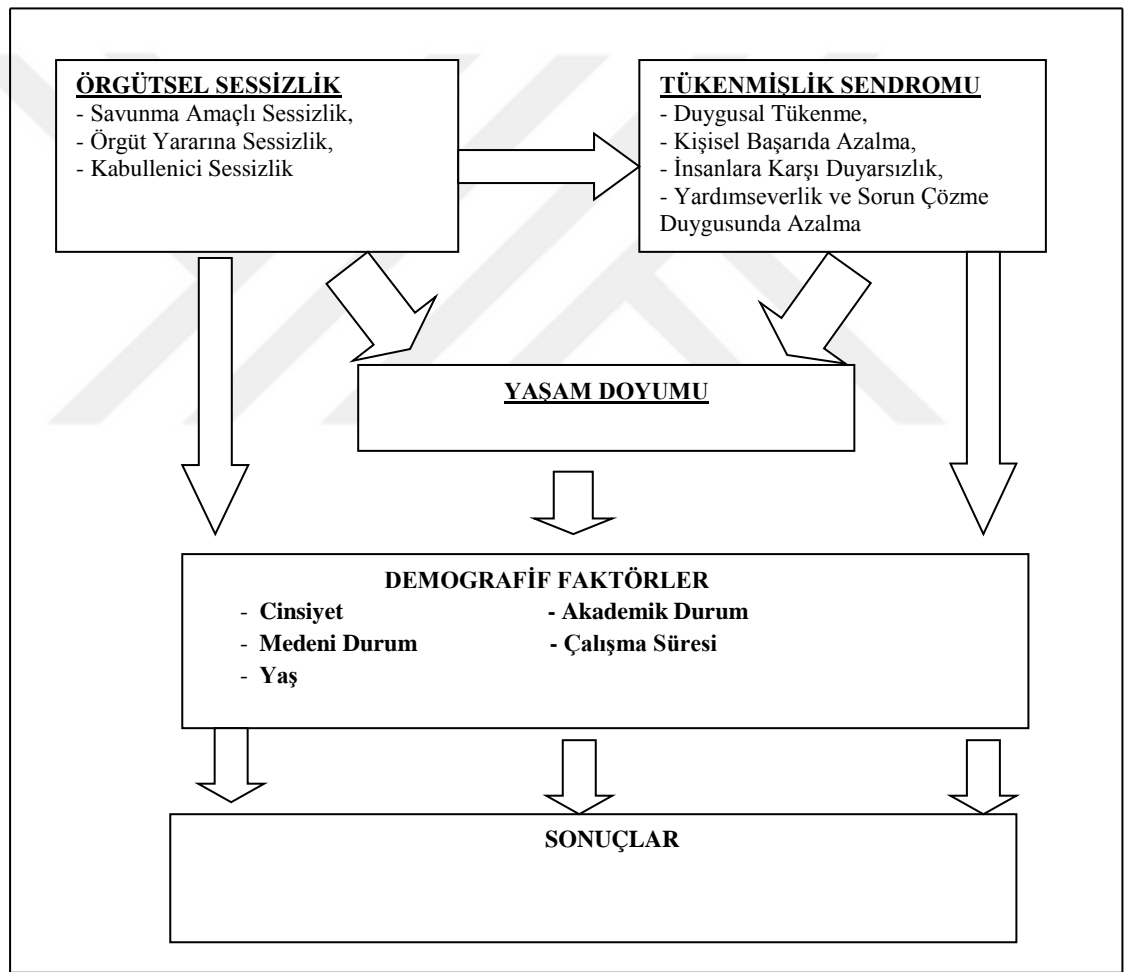 ÖRGÜTSEL SESSİZLİK
- Savunma Amaçlı Sessizlik,
- Örgüt Yararına Sessizlik,
- Kabullenici Sessizlik
TÜKENMİŞLİK SENDROMU
- Duygusal Tükenme,
- Kişisel Başarıda Azalma,
- İnsanlara Karşı Duyarsızlık,
- Yardımseverlik ve Sorun Çözme
Duygusunda Azalma
YAŞAM DOYUMU
DEMOGRAFİF FAKTÖRLER
- Cinsiyet - Akademik Durum
- Medeni Durum - Çalışma Süresi
- Yaş
SONUÇLAR